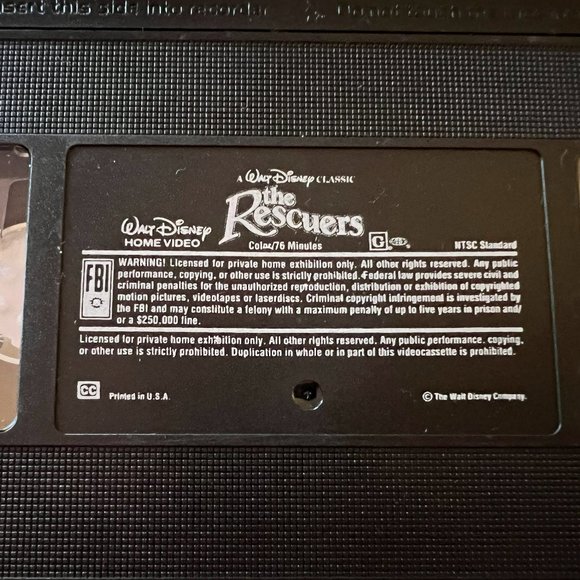 Insert this side into recorder
A Walt Disney CLASSIC
the
Rescuers
Walt Disney
HOME VIDEO
Color/76 Minutes
G
NTSC Standard
FBI
WARNING! Licensed for private home exhibition only. All other rights reserved. Any public
performance, copying, or other use is strictly prohibited. Federal law provides severe civil and
criminal penalties for the unauthorized reproduction, distribution or exhibition of copyrighted
motion pictures, videotapes or laserdiscs. Criminal copyright infringement is investigated by
the FBI and may constitute a felony with a maximum penalty of up to five years in prison and/
or a $250,000 fine.
Licensed for private home exhibition only. All other rights reserved. Any public performance, copying,
or other use is strictly prohibited. Duplication in whole or in part of this videocassette is prohibited.
CC
Printed in U.S.A.
© The Walt Disney Company.